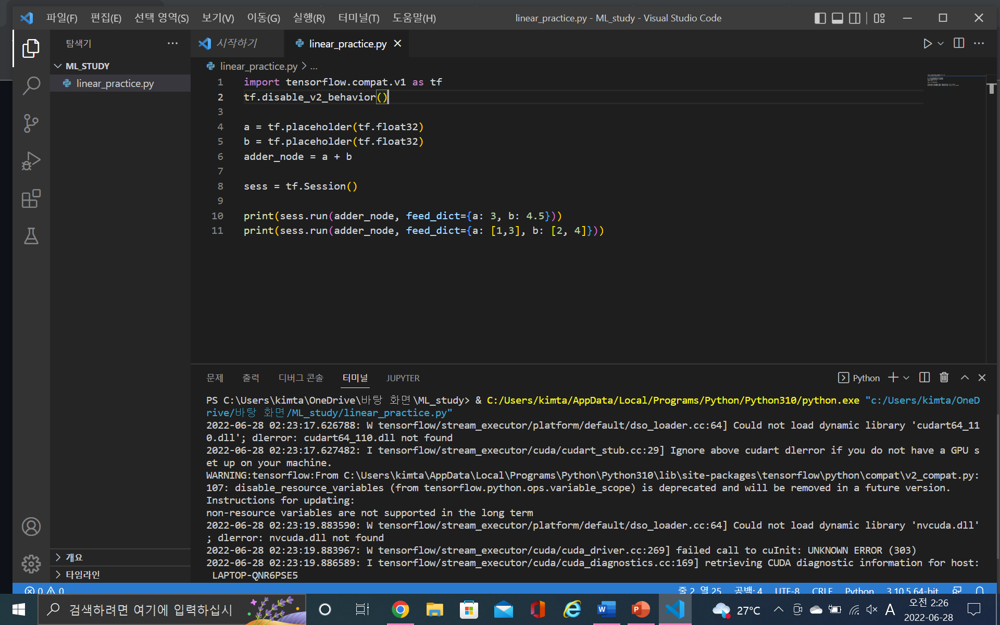 파일(F) 편집(E) 선택 영역(S) 보기(V) 이동(G) 실행(R) 터미널(T) 도움말(H) linear_practice.py - ML_study - Visual Studio Code
탐색기
시작하기 linear_practice.py
ML_STUDY
linear_practice.py
linear_practice.py > ...
1 import tensorflow.compat.v1 as tf
2 tf.disable_v2_behavior()
3
4 a = tf.placeholder(tf.float32)
5 b = tf.placeholder(tf.float32)
6 adder_node = a + b
7
8 sess = tf.Session()
9
10 print(sess.run(adder_node, feed_dict={a: 3, b: 4.5}))
11 print(sess.run(adder_node, feed_dict={a: [1,3], b: [2, 4]}))
문제 출력 디버그 콘솔 터미널 JUPYTER Python
PS C:\Users\kimta\OneDrive\바탕 화면\ML_study> & C:/Users/kimta/AppData/Local/Programs/Python/Python310/python.exe "c:/Users/kimta/OneD
rive/바탕 화면/ML_study/linear_practice.py"
2022-06-28 02:23:17.626788: W tensorflow/stream_executor/platform/default/dso_loader.cc:64] Could not load dynamic library 'cudart64_11
0.dll'; dlerror: cudart64_110.dll not found
2022-06-28 02:23:17.627482: I tensorflow/stream_executor/cuda/cudart_stub.cc:29] Ignore above cudart dlerror if you do not have a GPU s
et up on your machine.
WARNING:tensorflow:From C:\Users\kimta\AppData\Local\Programs\Python\Python310\lib\site-packages\tensorflow\python\compat\v2_compat.py:
107: disable_resource_variables (from tensorflow.python.ops.variable_scope) is deprecated and will be removed in a future version.
Instructions for updating:
non-resource variables are not supported in the long term
2022-06-28 02:23:19.883590: W tensorflow/stream_executor/platform/default/dso_loader.cc:64] Could not load dynamic library 'nvcuda.dll'
; dlerror: nvcuda.dll not found
2022-06-28 02:23:19.883967: W tensorflow/stream_executor/cuda/cuda_driver.cc:269] failed call to cuInit: UNKNOWN ERROR (303)
2022-06-28 02:23:19.886589: I tensorflow/stream_executor/cuda/cuda_diagnostics.cc:169] retrieving CUDA diagnostic information for host:
LAPTOP-QNR6PSE5
개요
타임라인
0 0 줄 2, 열 25 공백: 4 UTF-8 CRLF Python 3.10.5 64-bit
검색하려면 여기에 입력하십시 27°C A 오전 2:26
2022-06-28